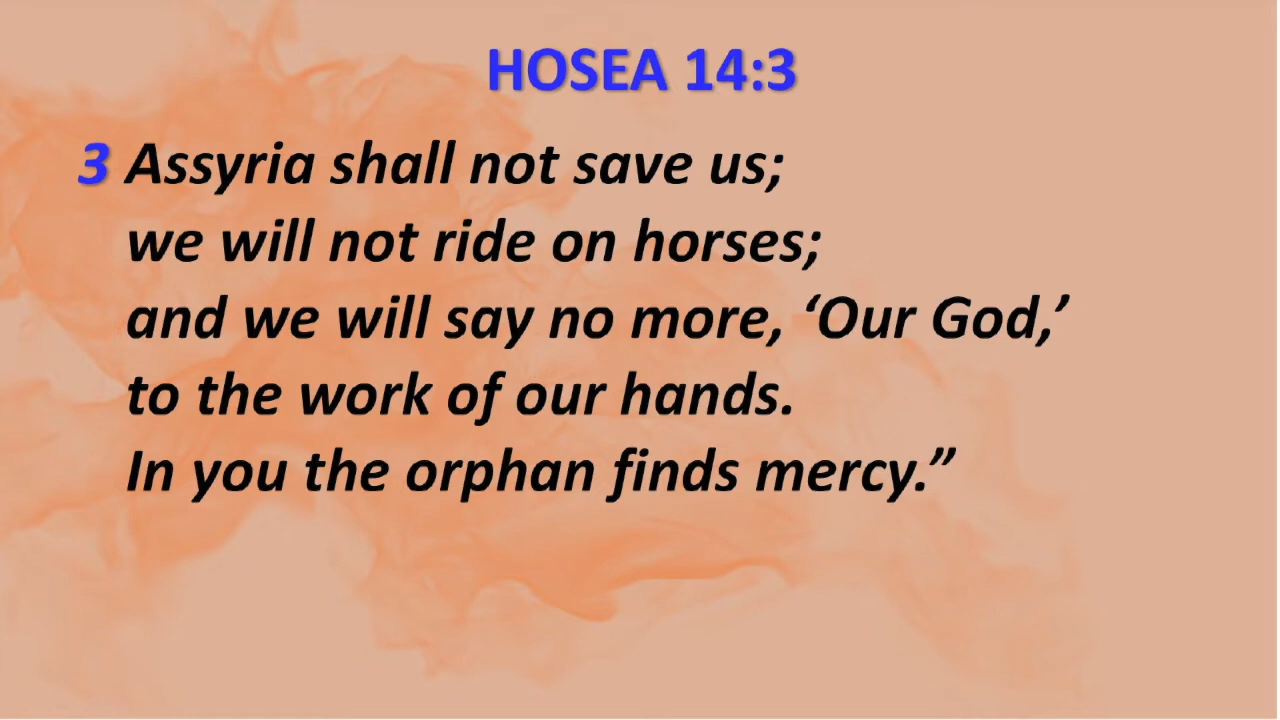 HOSEA 14:3
3 Assyria shall not save us;
we will not ride on horses;
and we will say no more, ‘Our God,’
to the work of our hands.
In you the orphan finds mercy.”